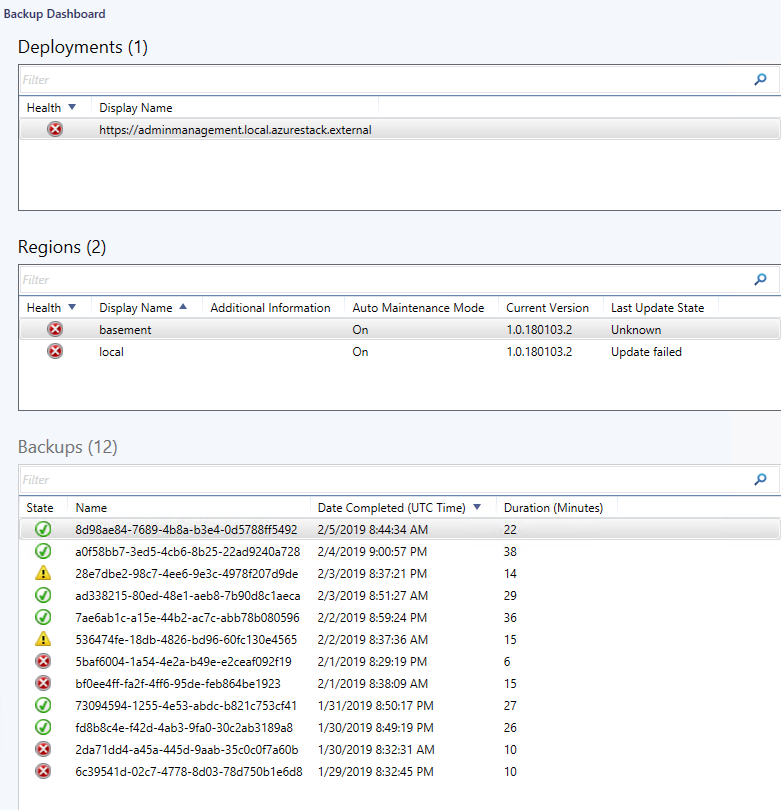 Backup Dashboard
Deployments (1)
Filter
Health Display Name
https://adminmanagement.local.azurestack.external
Regions (2)
Filter
Health Display Name Additional Information Auto Maintenance Mode Current Version Last Update State
basement On 1.0.180103.2 Unknown
local On 1.0.180103.2 Update failed
Backups (12)
Filter
State Name Date Completed (UTC Time) Duration (Minutes)
8d98ae84-7689-4b8a-b3e4-0d5788ff5492 2/5/2019 8:44:34 AM 22
a0f58bb7-3ed5-4cb6-8b25-22ad9240a728 2/4/2019 9:00:57 PM 38
28e7dbe2-98c7-4ee6-9e3c-4978f207d9de 2/3/2019 8:37:21 PM 14
ad338215-80ed-48e1-aeb8-7b90d8c1aeca 2/3/2019 8:51:27 AM 29
7ae6ab1c-a15e-44b2-ac7c-abb78b080596 2/2/2019 8:59:24 PM 36
536474fe-18db-4826-bd96-60fc130e4565 2/2/2019 8:37:36 AM 15
5baf6004-1a54-4e2a-b49e-e2ceaf092f19 2/1/2019 8:29:19 PM 6
bf0ee4ff-fa2f-4ff6-95de-feb864be1923 2/1/2019 8:38:09 AM 15
73094594-1255-4e53-abdc-b821c753cf41 1/31/2019 8:50:17 PM 27
fd8b8c4e-f42d-4ab3-9fa0-30c2ab3189a8 1/30/2019 8:49:19 PM 26
2da71dd4-a45a-445d-9aab-35c0c0f7a60b 1/30/2019 8:32:31 AM 10
6c39541d-02c7-4778-8d03-78d750b1e6d8 1/29/2019 8:32:45 PM 10